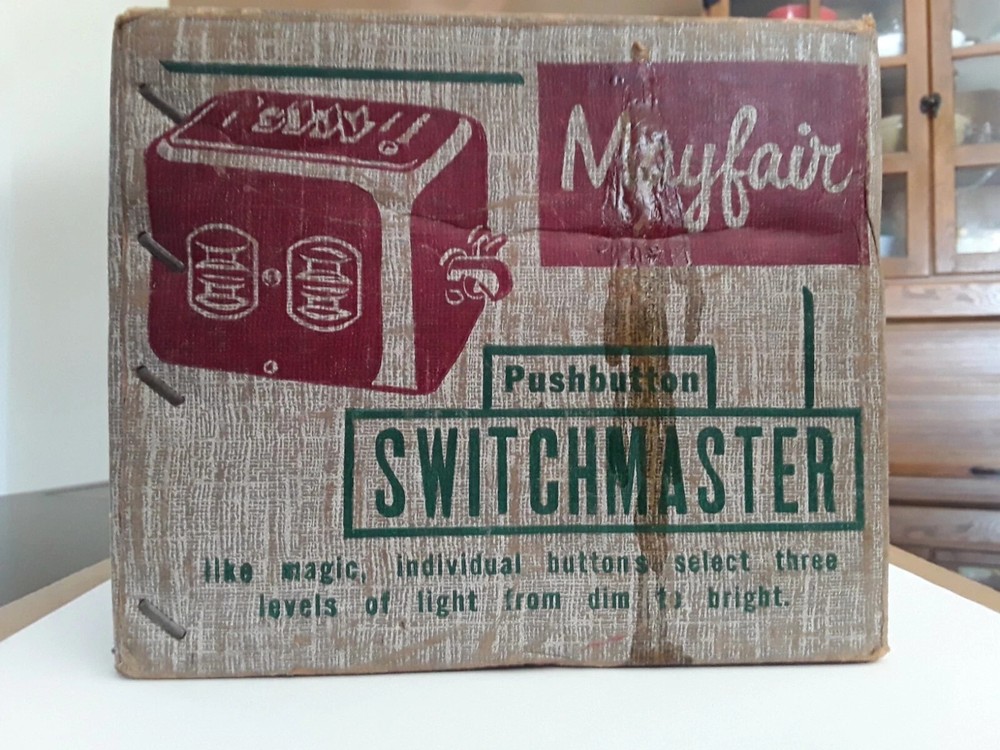 Mayfair
Pushbutton
SWITCHMASTER
like magic, individual buttons select three
levels of light from dim to bright.